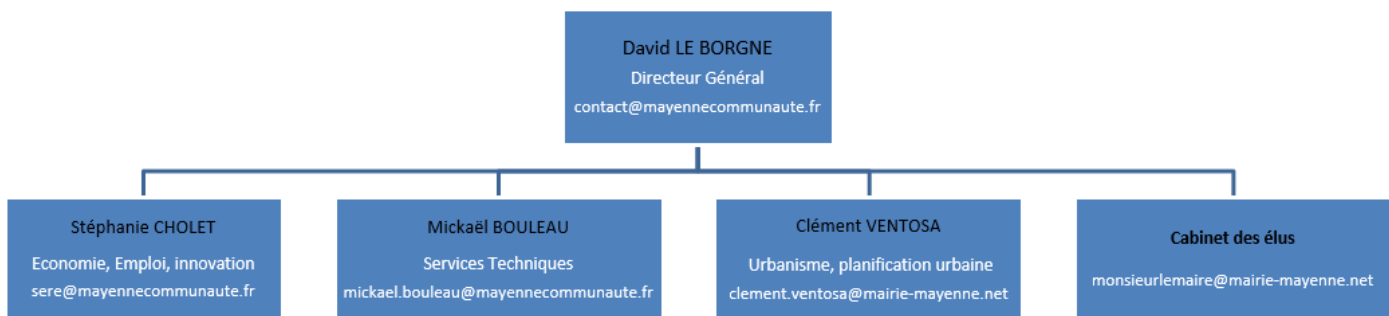 David LE BORGNE
Directeur Général
contact@mayennecommunaute.fr
Stéphanie CHOLET
Economie, Emploi, innovation
sere@mayennecommunaute.fr
Mickaël BOULEAU
Services Techniques
mickael.bouleau@mayennecommunaute.fr
Clément VENTOSA
Urbanisme, planification urbaine
clement.ventosa@mairie-mayenne.net
Cabinet des élus
monsieurlemaire@mairie-mayenne.net